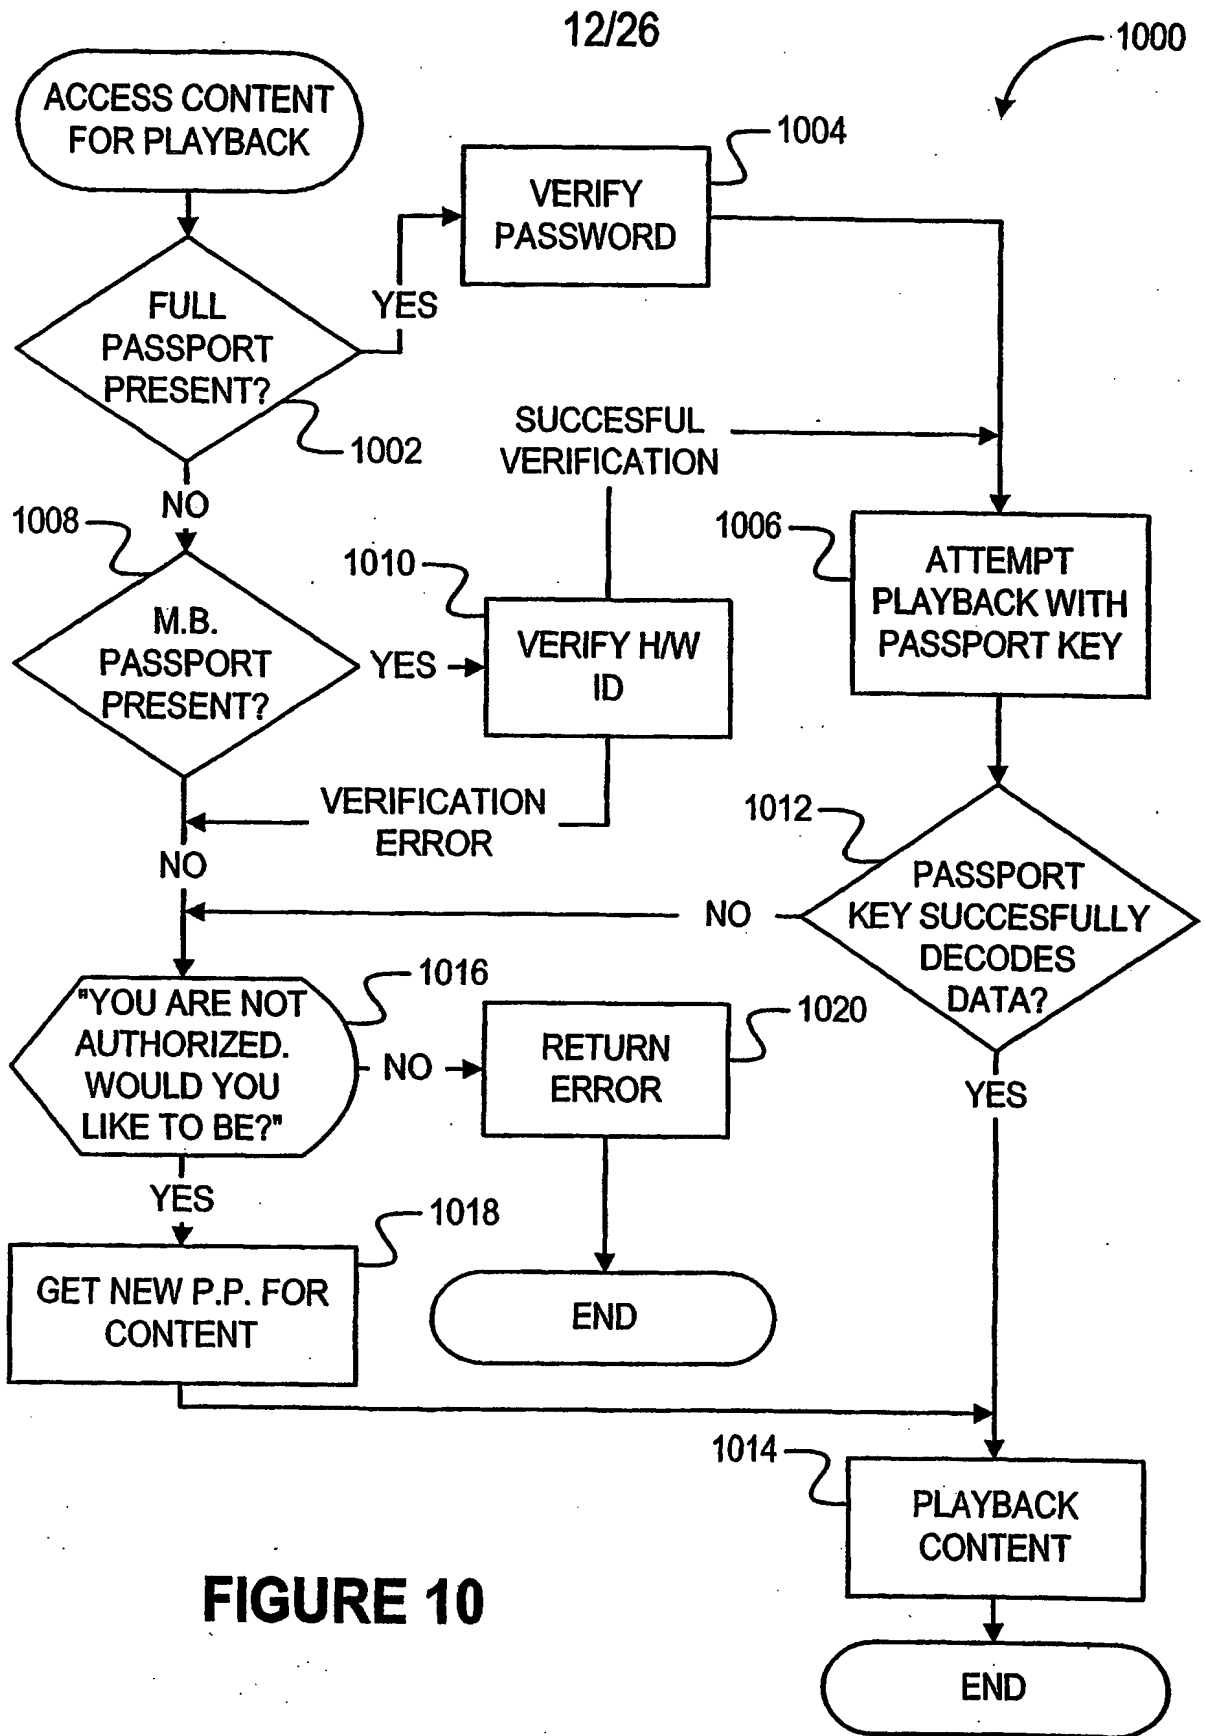 12/26
1000
ACCESS CONTENT
FOR PLAYBACK
1004
VERIFY
PASSWORD
YES
FULL
PASSPORT
PRESENT?
1002
SUCCESFUL
VERIFICATION
NO
1008
1010
1006
ATTEMPT
PLAYBACK WITH
PASSPORT KEY
M.B.
PASSPORT
PRESENT?
YES
VERIFY H/W
ID
VERIFICATION
ERROR
1012
NO
PASSPORT
KEY SUCCESFULLY
DECODES
DATA?
NO
1016
"YOU ARE NOT
AUTHORIZED.
WOULD YOU
LIKE TO BE?"
NO
RETURN
ERROR
1020
YES
YES
1018
GET NEW P.P. FOR
CONTENT
END
1014
PLAYBACK
CONTENT
FIGURE 10
END